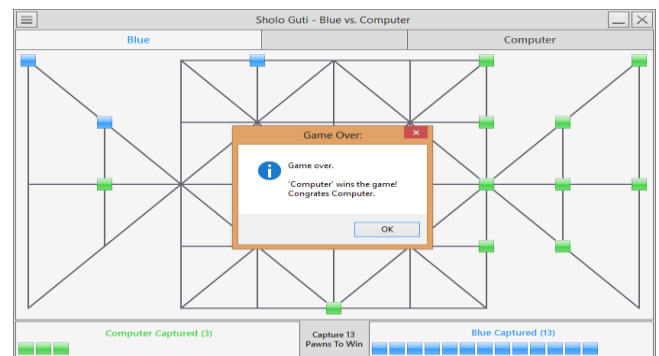 Sholo Guti - Blue vs. Computer
Blue
Computer
Game Over:
Game over.
'Computer' wins the game!
Congrates Computer.
OK
Computer Captured (3)
Capture 13
Pawns To Win
Blue Captured (13)